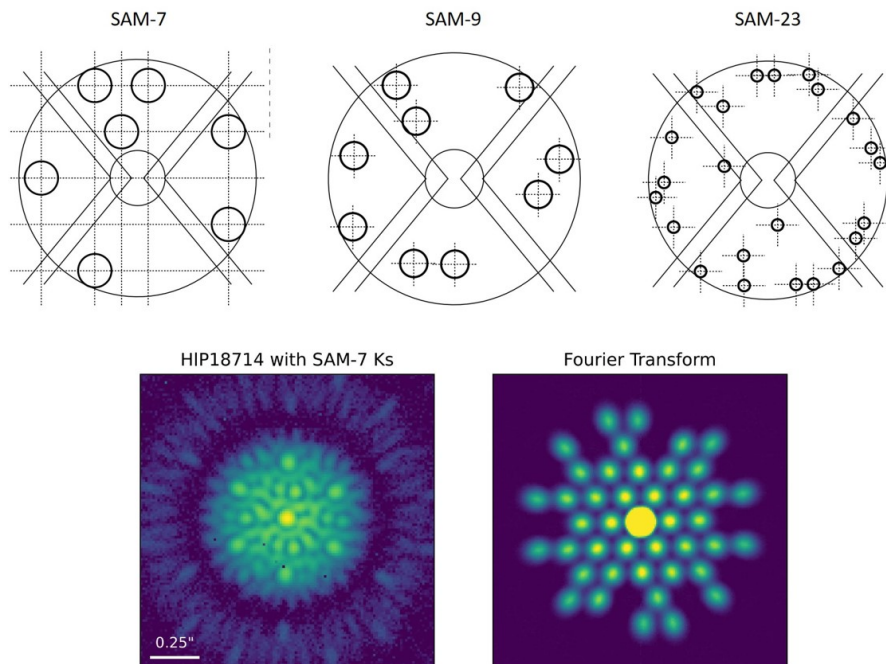 SAM-7
SAM-9
SAM-23
HIP18714 with SAM-7 Ks
Fourier Transform
0.25"